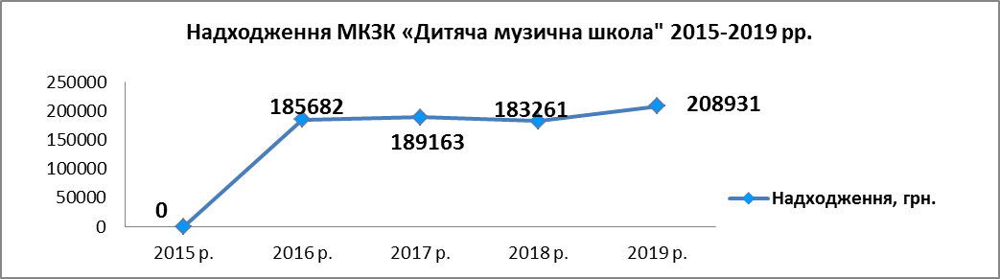 Надходження МКЗК «Дитяча музична школа" 2015-2019 рр.
250000
200000
150000
100000
50000
0
0
185682
189163
183261
208931
2015 р.
2016 р.
2017 р.
2018 р.
2019 р.
Надходження, грн.